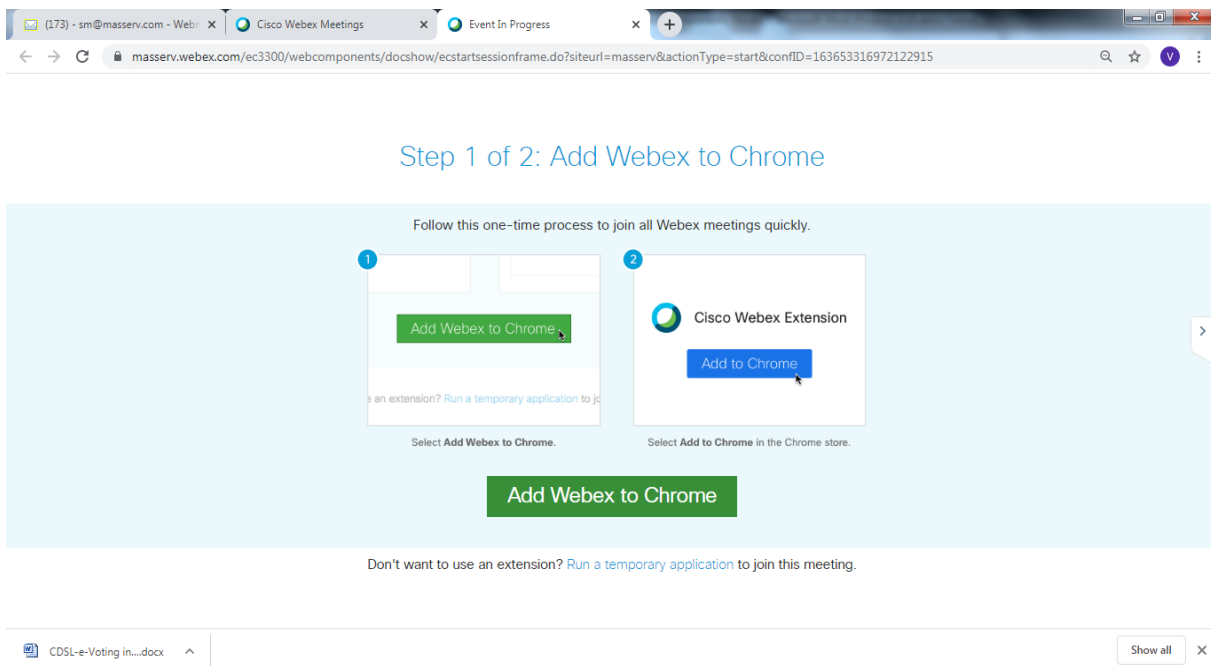 (173) - sm@masserv.com - Webr
Cisco Webex Meetings
Event In Progress
masserv.webex.com/ec3300/webcomponents/docshow/ecstartsessionframe.do?siteurl=masserv&actionType=start&confID=163653316972122915
V
Step 1 of 2: Add Webex to Chrome
Follow this one-time process to join all Webex meetings quickly.
1
Add Webex to Chrome
an extension? Run a temporary application to jo
Select Add Webex to Chrome.
2
Cisco Webex Extension
Add to Chrome
Select Add to Chrome in the Chrome store.
Add Webex to Chrome
Don't want to use an extension? Run a temporary application to join this meeting.
CDSL-e-Voting in....docx
Show all